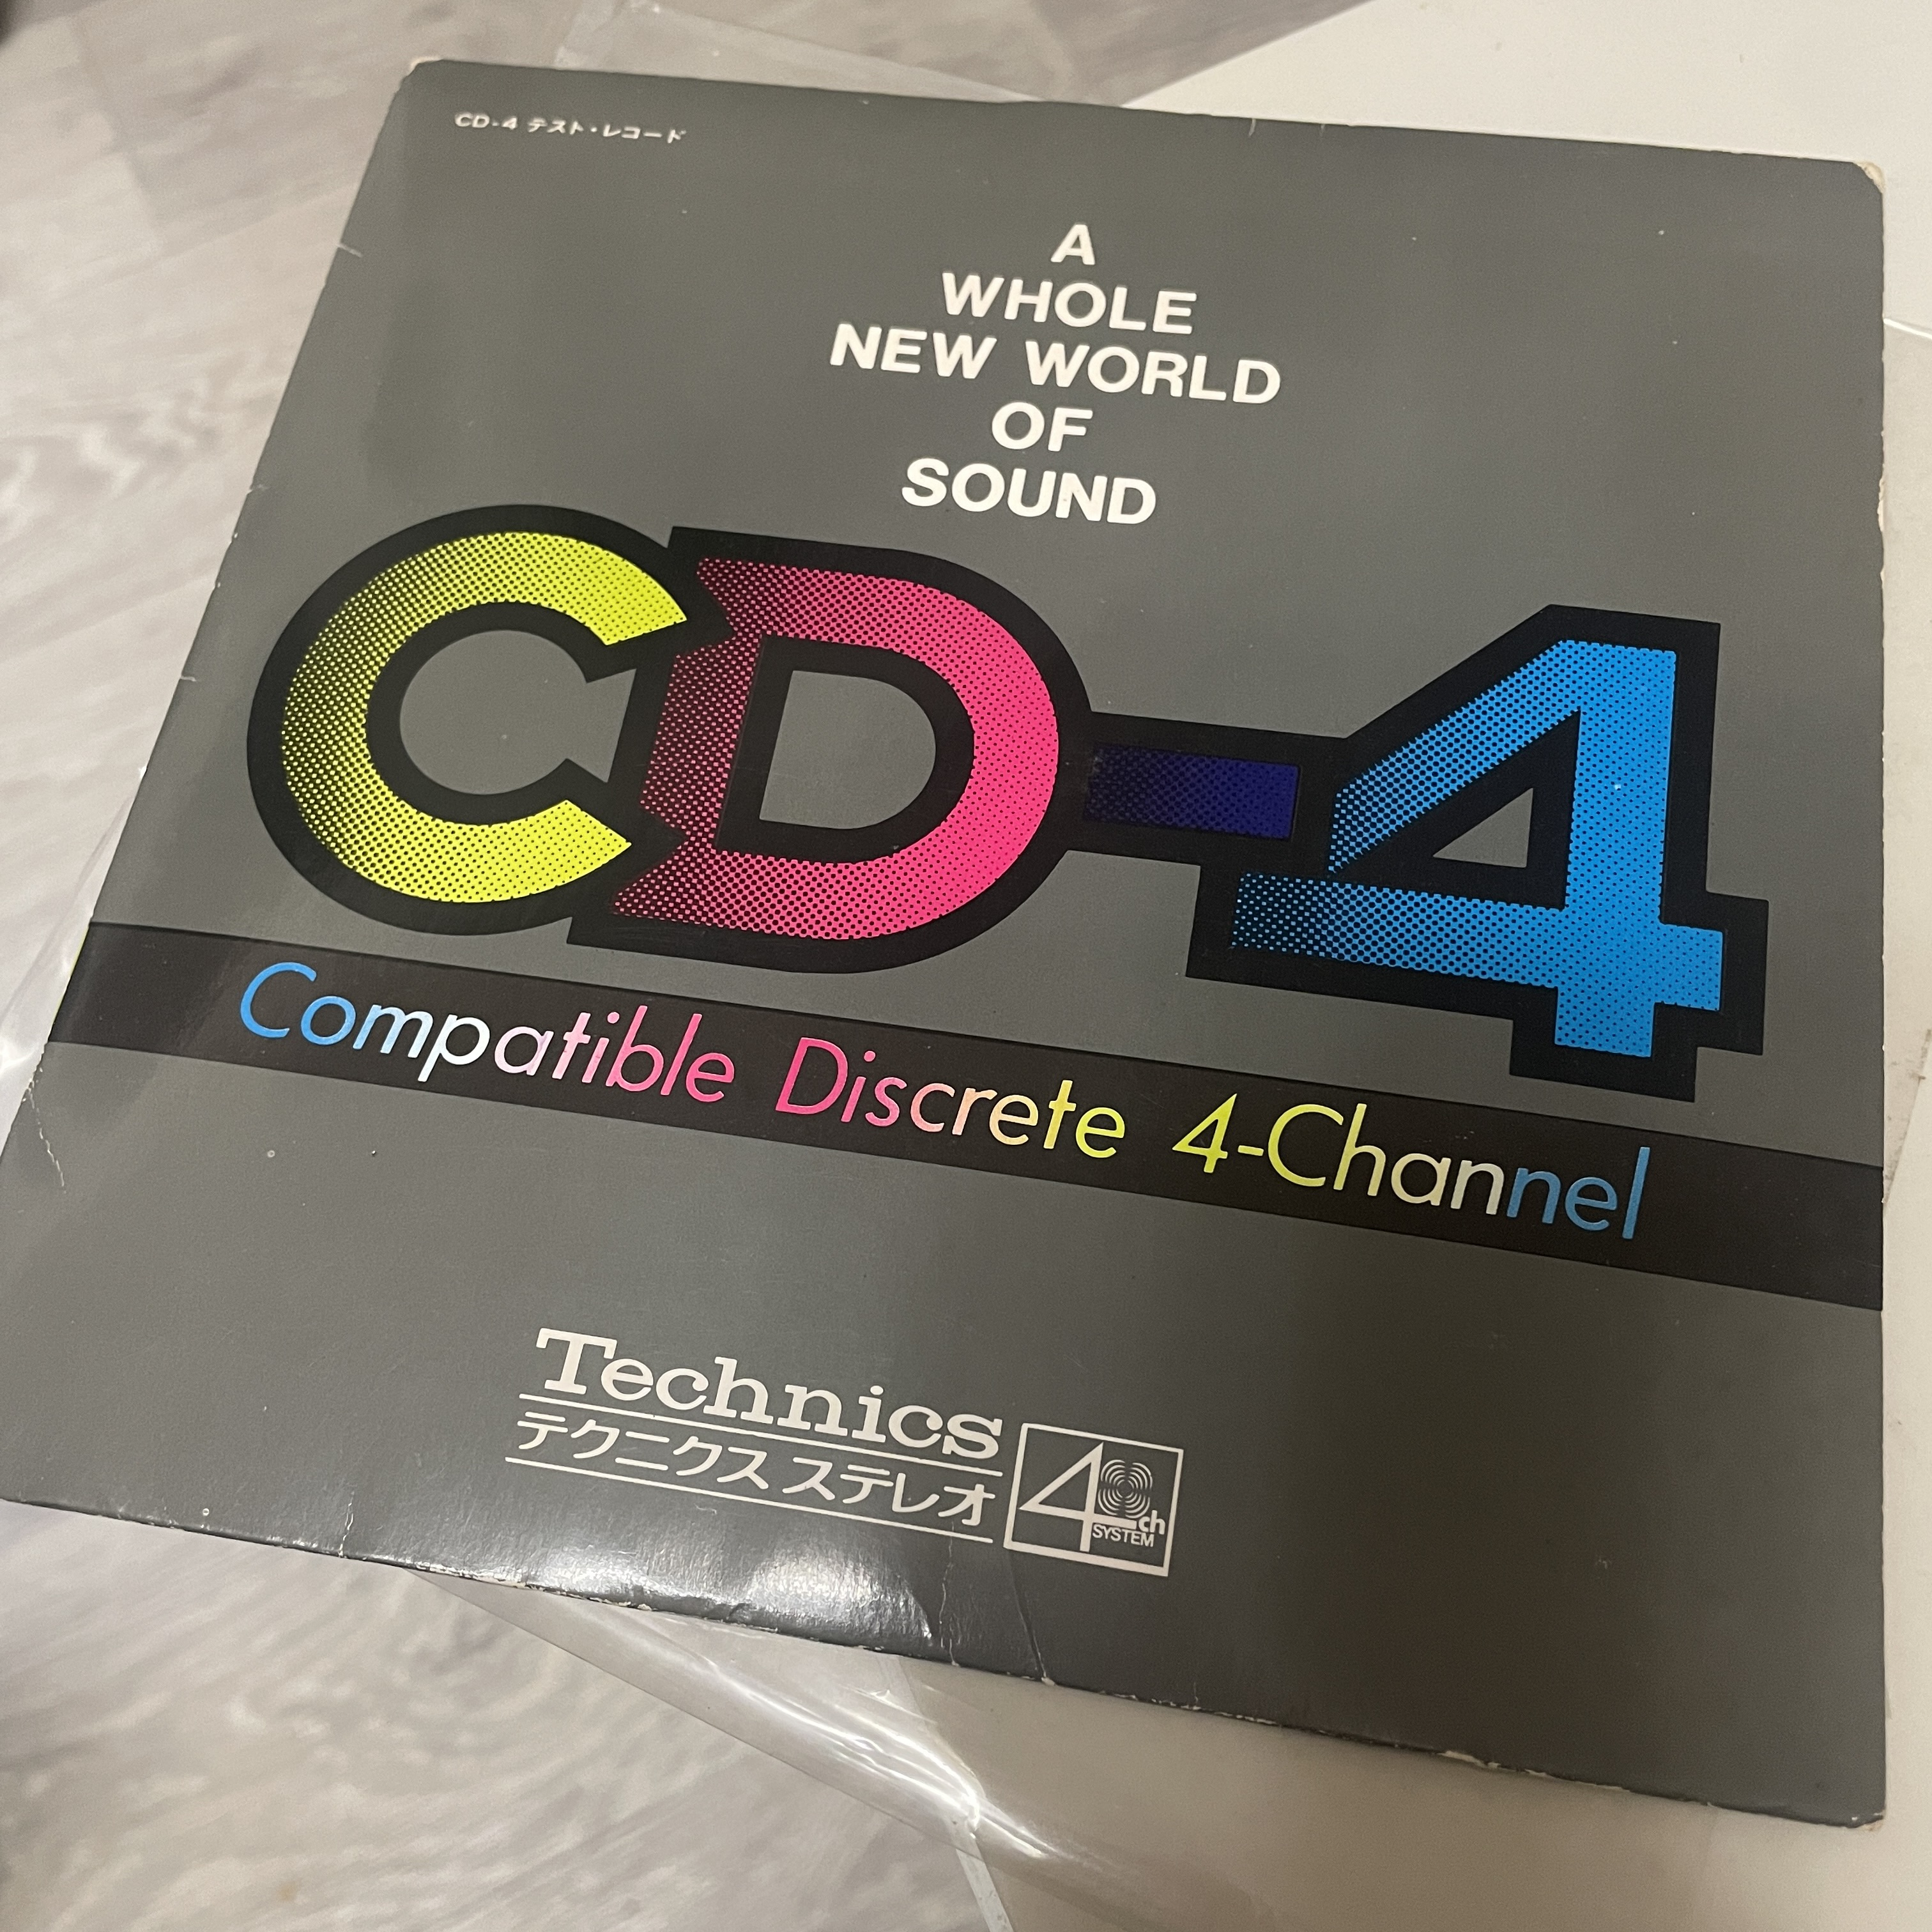 CD-4 テスト・レコード
A
WHOLE
NEW WORLD
OF
SOUND
CD-4
Compatible Discrete 4-Channel
Technics
テクニクス ステレオ
4ch
SYSTEM